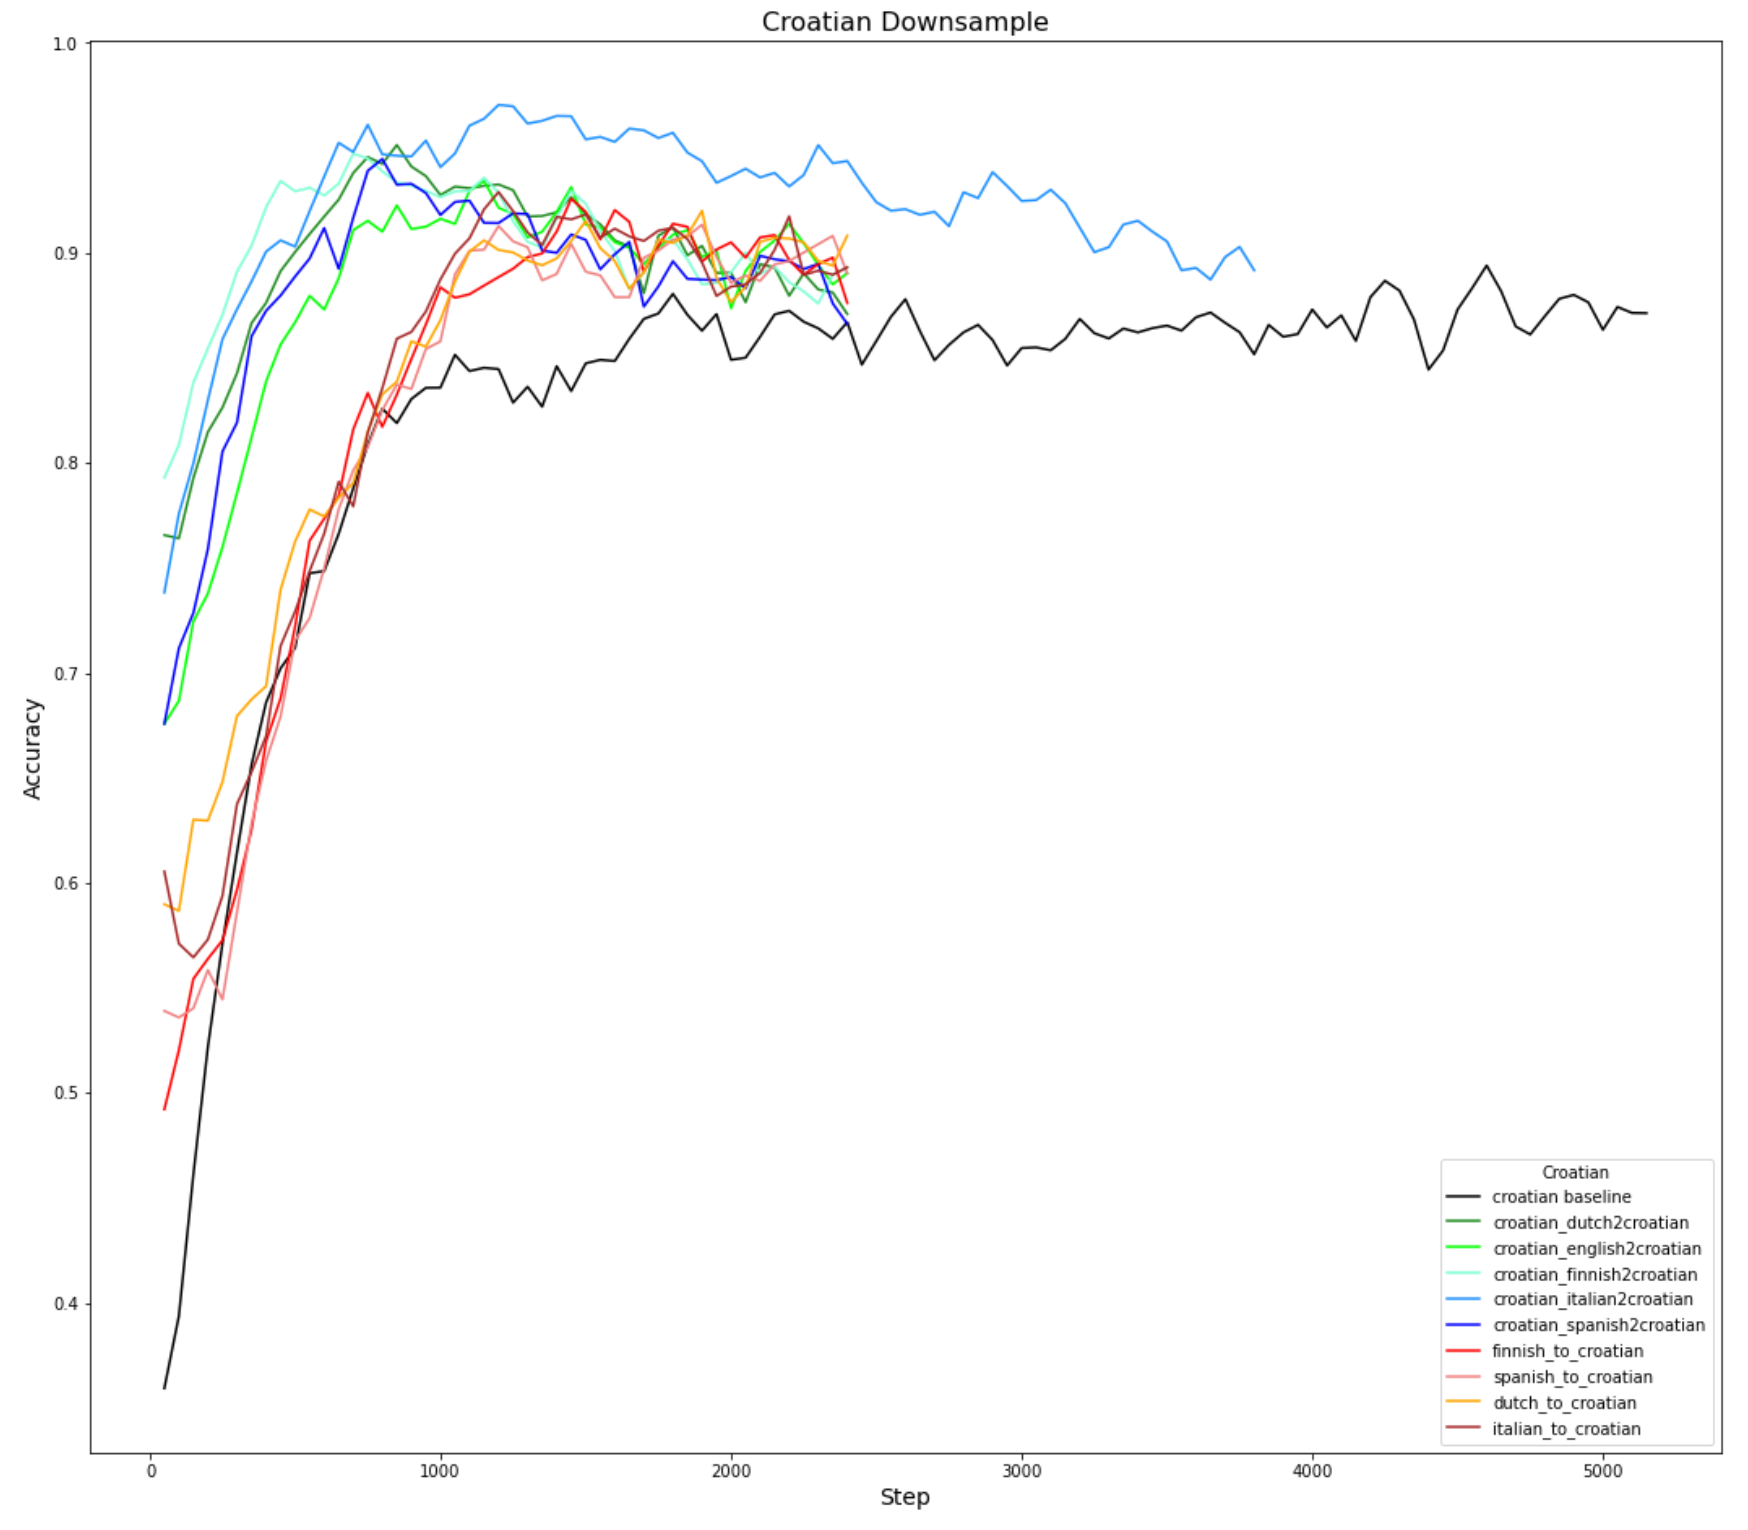 Croatian Downsample
1.0
0.9
0.8
0.7
0.6
0.5
0.4
Accuracy
0
1000
2000
3000
4000
5000
Step
Croatian
croatian baseline
croatian_dutch2croatian
croatian_english2croatian
croatian_finnish2croatian
croatian_italian2croatian
croatian_spanish2croatian
finnish_to_croatian
spanish_to_croatian
dutch_to_croatian
italian_to_croatian